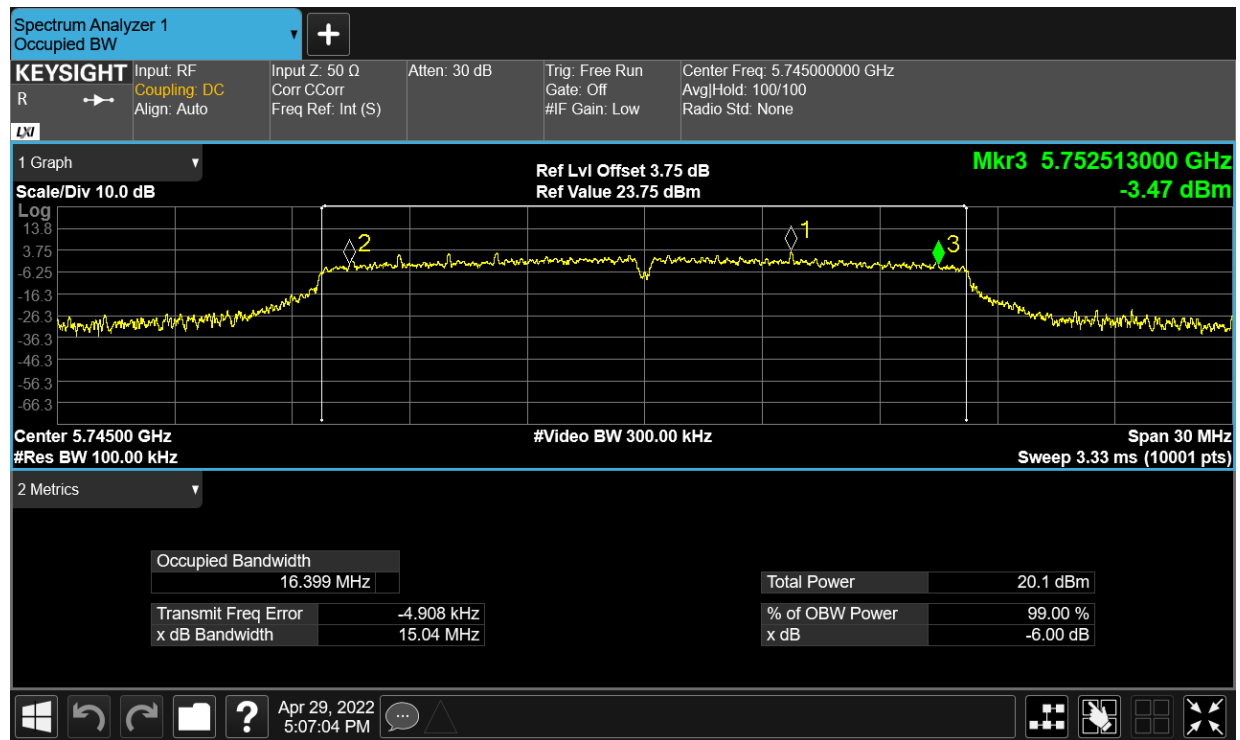 Spectrum Analyzer 1
Occupied BW
+
KEYSIGHT
R
LXI
Input: RF
Coupling: DC
Align: Auto
Input Z: 50 Ω
Corr CCorr
Freq Ref: Int (S)
Atten: 30 dB
Trig: Free Run
Gate: Off
#IF Gain: Low
Center Freq: 5.745000000 GHz
Avg|Hold: 100/100
Radio Std: None
1 Graph
Scale/Div 10.0 dB
Ref Lvl Offset 3.75 dB
Ref Value 23.75 dBm
Mkr3 5.752513000 GHz
-3.47 dBm
Log
13.8
3.75
-6.25
-16.3
-26.3
-36.3
-46.3
-56.3
-66.3
2
1
3
Center 5.74500 GHz
#Res BW 100.00 kHz
#Video BW 300.00 kHz
Span 30 MHz
Sweep 3.33 ms (10001 pts)
2 Metrics
Occupied Bandwidth
16.399 MHz
Total Power 20.1 dBm
Transmit Freq Error -4.908 kHz
% of OBW Power 99.00 %
x dB Bandwidth 15.04 MHz
x dB -6.00 dB
?
Apr 29, 2022
5:07:04 PM